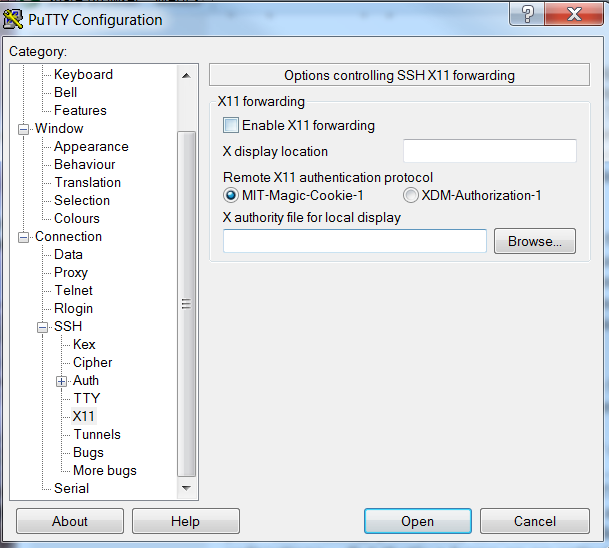 PuTTY Configuration
Category:
Keyboard
Bell
Features
Window
Appearance
Behaviour
Translation
Selection
Colours
Connection
Data
Proxy
Telnet
Rlogin
SSH
Kex
Cipher
Auth
TTY
X11
Tunnels
Bugs
More bugs
Serial
Options controlling SSH X11 forwarding
X11 forwarding
Enable X11 forwarding
X display location
Remote X11 authentication protocol
MIT-Magic-Cookie-1 XDM-Authorization-1
X authority file for local display
Browse...
About Help Open Cancel